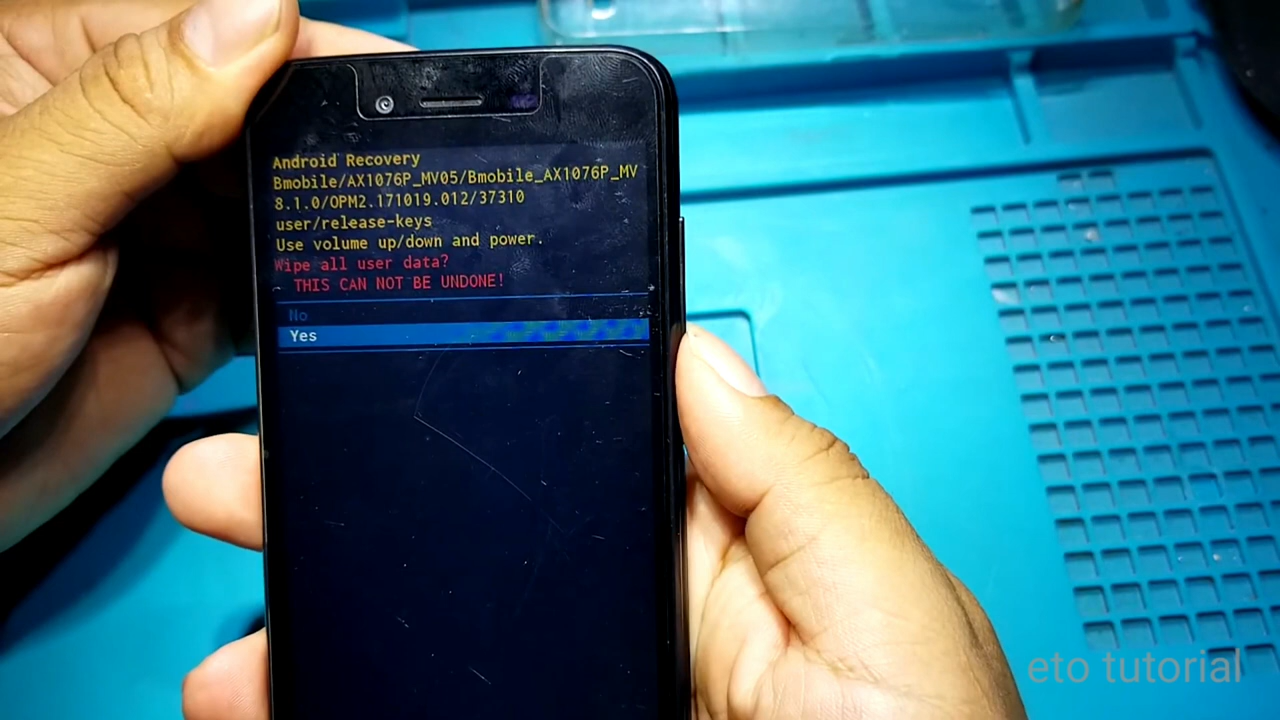 Android Recovery
Bmobile/AX1076P_MV05/Bmobile_AX1076P_MV
8.1.0/OPM2.171019.012/37310
user/release-keys
Use volume up/down and power.
Wipe all user data?
THIS CAN NOT BE UNDONE!
No
Yes
eto tutorial